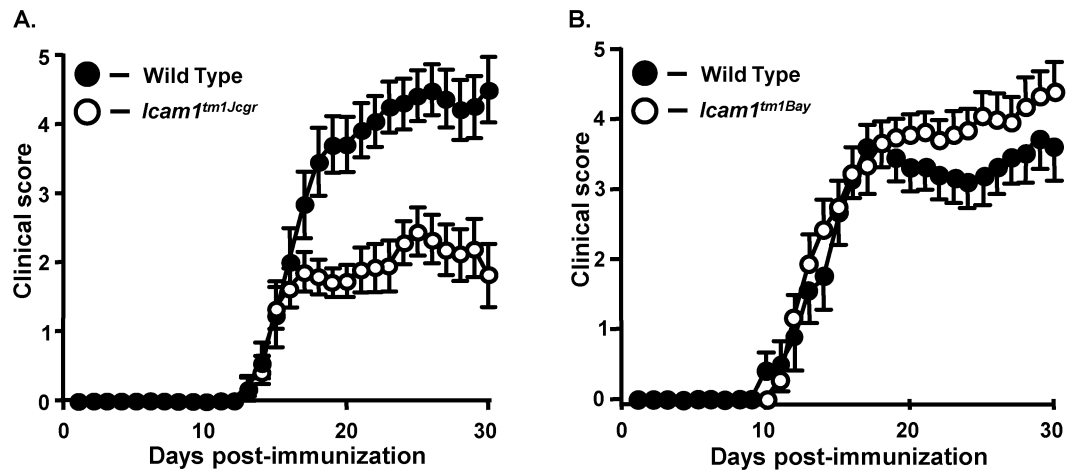 A.
5
4
3
2
1
0
Clinical score
Wild Type
Icam1tm1Jcgr
0
10
20
30
Days post-immunization
B.
5
4
3
2
1
0
Clinical score
Wild Type
Icam1tm1Bay
0
10
20
30
Days post-immunization